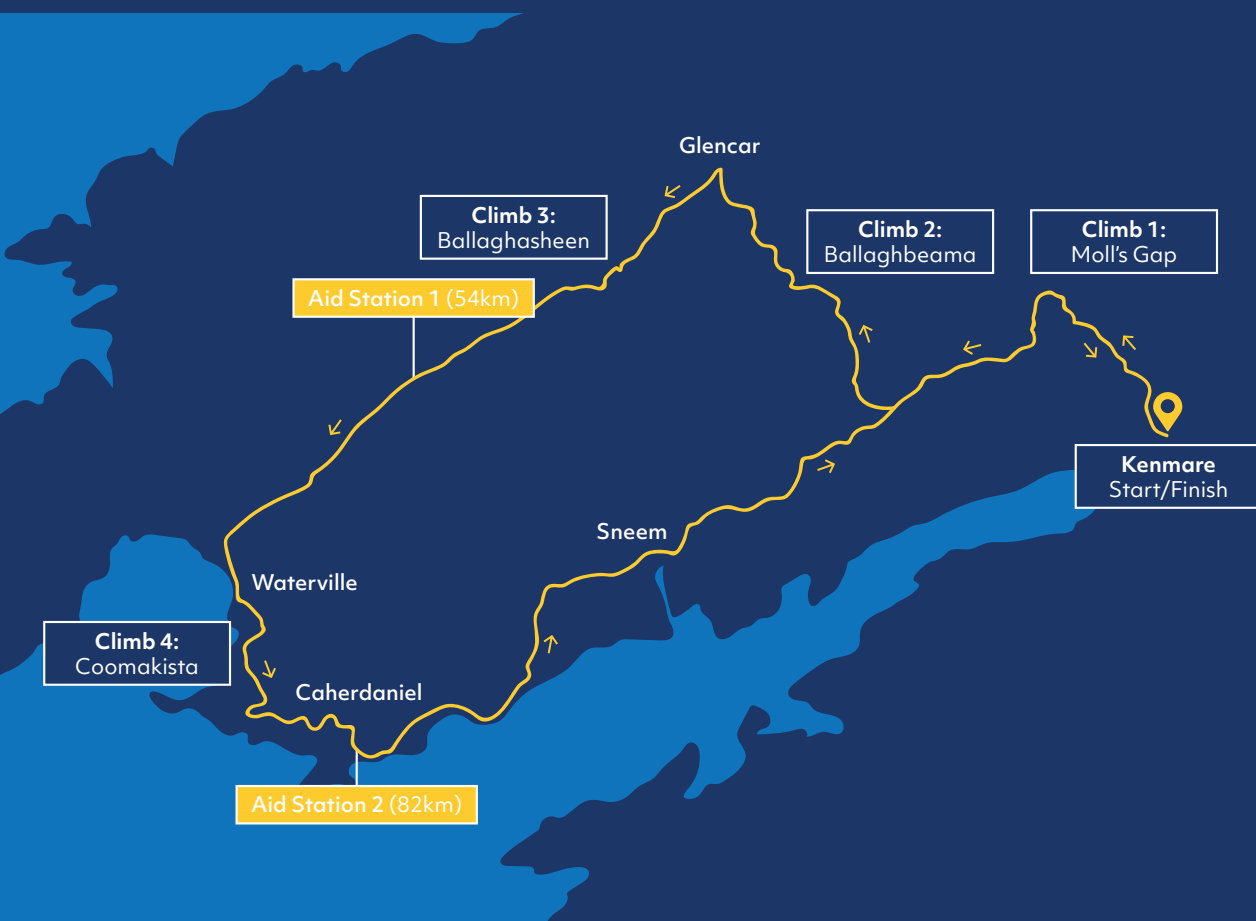 Glencar
Climb 3:
Ballaghasheen
Climb 2:
Ballaghbeama
Climb 1:
Moll's Gap
Aid Station 1 (54km)
Kenmare
Start/Finish
Sneem
Waterville
Climb 4:
Coomakista
Caherdaniel
Aid Station 2 (82km)